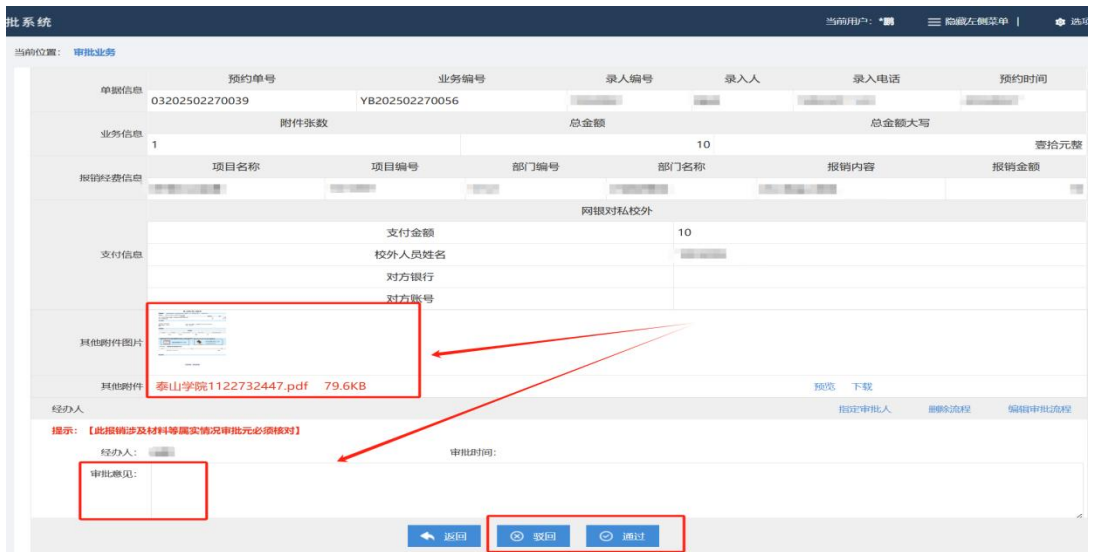 批系统 当前用户：*鹏 隐藏左侧菜单 | 选项
当前位置： 审批业务
单据信息 预约单号 业务编号 录人编号 录入人 录入电话 预约时间
03202502270039 YB202502270056
业务信息 附件张数 总金额 总金额大写
1 10 壹拾元整
报销经费信息 项目名称 项目编号 部门编号 部门名称 报销内容 报销金额
支付信息 网银对私校外
支付金额 10
校外人员姓名
对方银行
对方账号
其他附件图片
其他附件 泰山学院1122732447.pdf 79.6KB 预览 下载
经办人 指定审批人 删除流程 编辑审批流程
提示：【此报销涉及材料等属实情况审批元必须核对】
经办人： 审批时间：
审批意见：
返回 驳回 通过